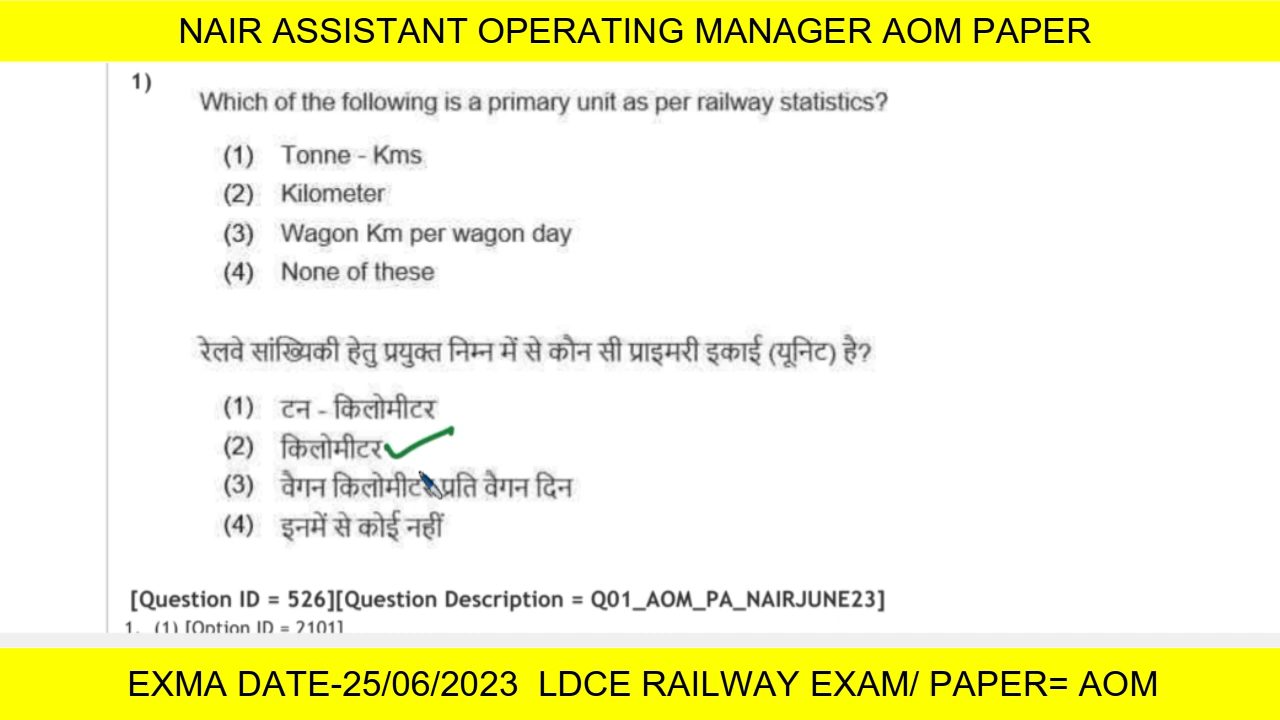 NAIR ASSISTANT OPERATING MANAGER AOM PAPER
1)
Which of the following is a primary unit as per railway statistics?
(1) Tonne - Kms
(2) Kilometer
(3) Wagon Km per wagon day
(4) None of these
रेलवे सांख्यिकी हेतु प्रयुक्त निम्न में से कौन सी प्राइमरी इकाई (यूनिट) है?
(1) टन - किलोमीटर
(2) किलोमीटर
(3) वैगन किलोमीटर प्रति वैगन दिन
(4) इनमें से कोई नहीं
[Question ID = 526][Question Description = Q01_AOM_PA_NAIRJUNE23]
1. (1) [Option ID = 2101]
EXMA DATE-25/06/2023 LDCE RAILWAY EXAM/ PAPER= AOM